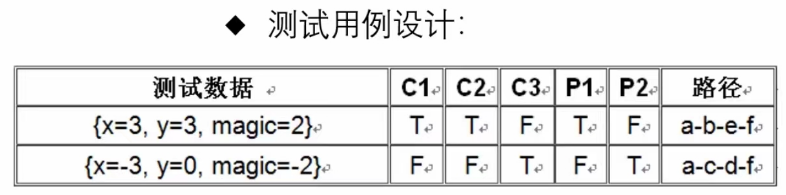 ◆ 测试用例设计：
测试数据 C1 C2 C3 P1 P2 路径
{x=3, y=3, magic=2} T T F T F a-b-e-f
{x=-3, y=0, magic=-2} F F T F T a-c-d-f